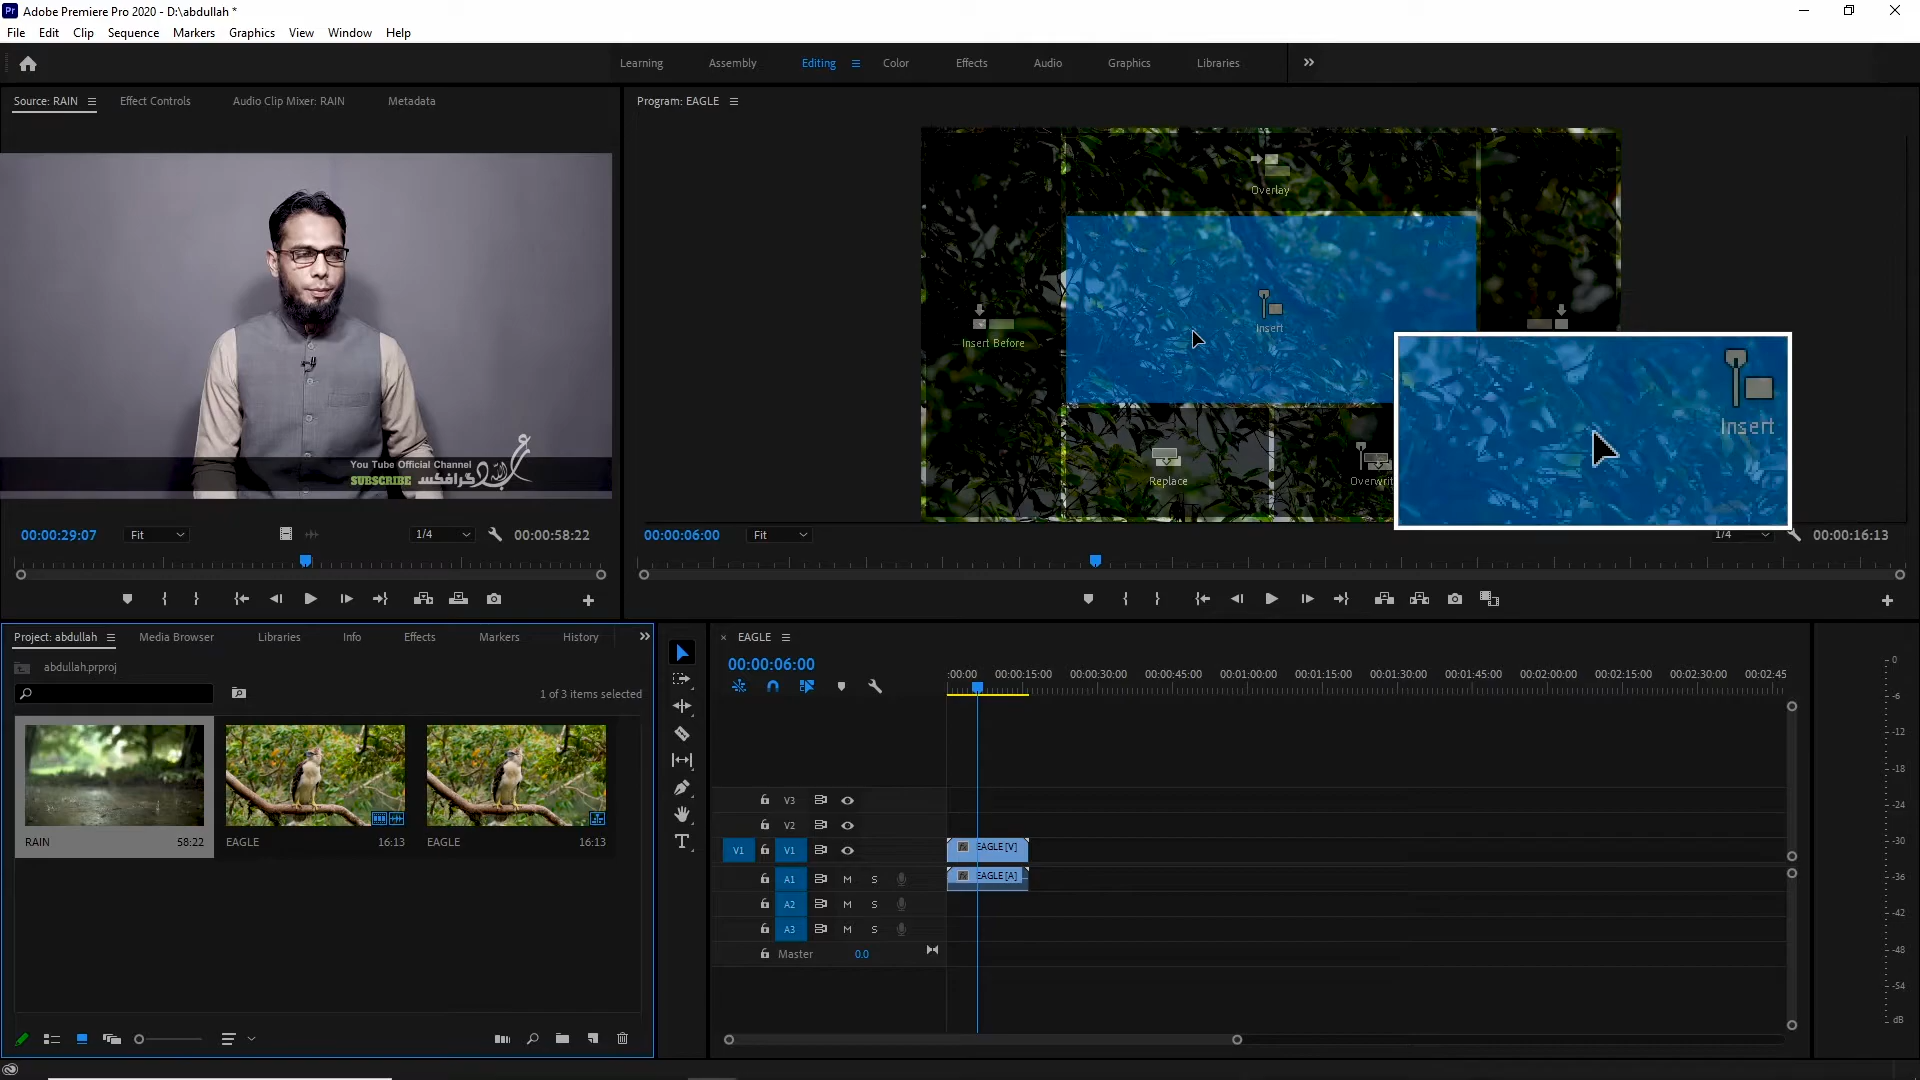 Adobe Premiere Pro 2020 - D:\abdullah *
File Edit Clip Sequence Markers Graphics View Window Help
Learning Assembly Editing Color Effects Audio Graphics Libraries
Source: RAIN Effect Controls Audio Clip Mixer: RAIN Metadata
Program: EAGLE
Overlay
Insert
Insert Before
Insert
Replace
You Tube Official Channel
SUBSCRIBE
عبداللہ گرافکس
00:00:29:07 Fit 1/4 00:00:58:22
00:00:06:00 Fit 1/4 00:00:16:13
Project: abdullah Media Browser Libraries Info Effects Markers History
abdullah.prproj
1 of 3 items selected
RAIN 58:22 EAGLE 16:13 EAGLE 16:13
EAGLE
00:00:06:00
:00:00 00:00:15:00 00:00:30:00 00:00:45:00 00:01:00:00 00:01:15:00 00:01:30:00 00:01:45:00 00:02:00:00 00:02:15:00 00:02:30:00 00:02:45
V3
V2
V1 V1 EAGLE [V]
A1 M S EAGLE [A]
A2 M S
A3 M S
Master 0.0
0
-6
-12
-18
-24
-30
-36
-42
-48
-54
dB